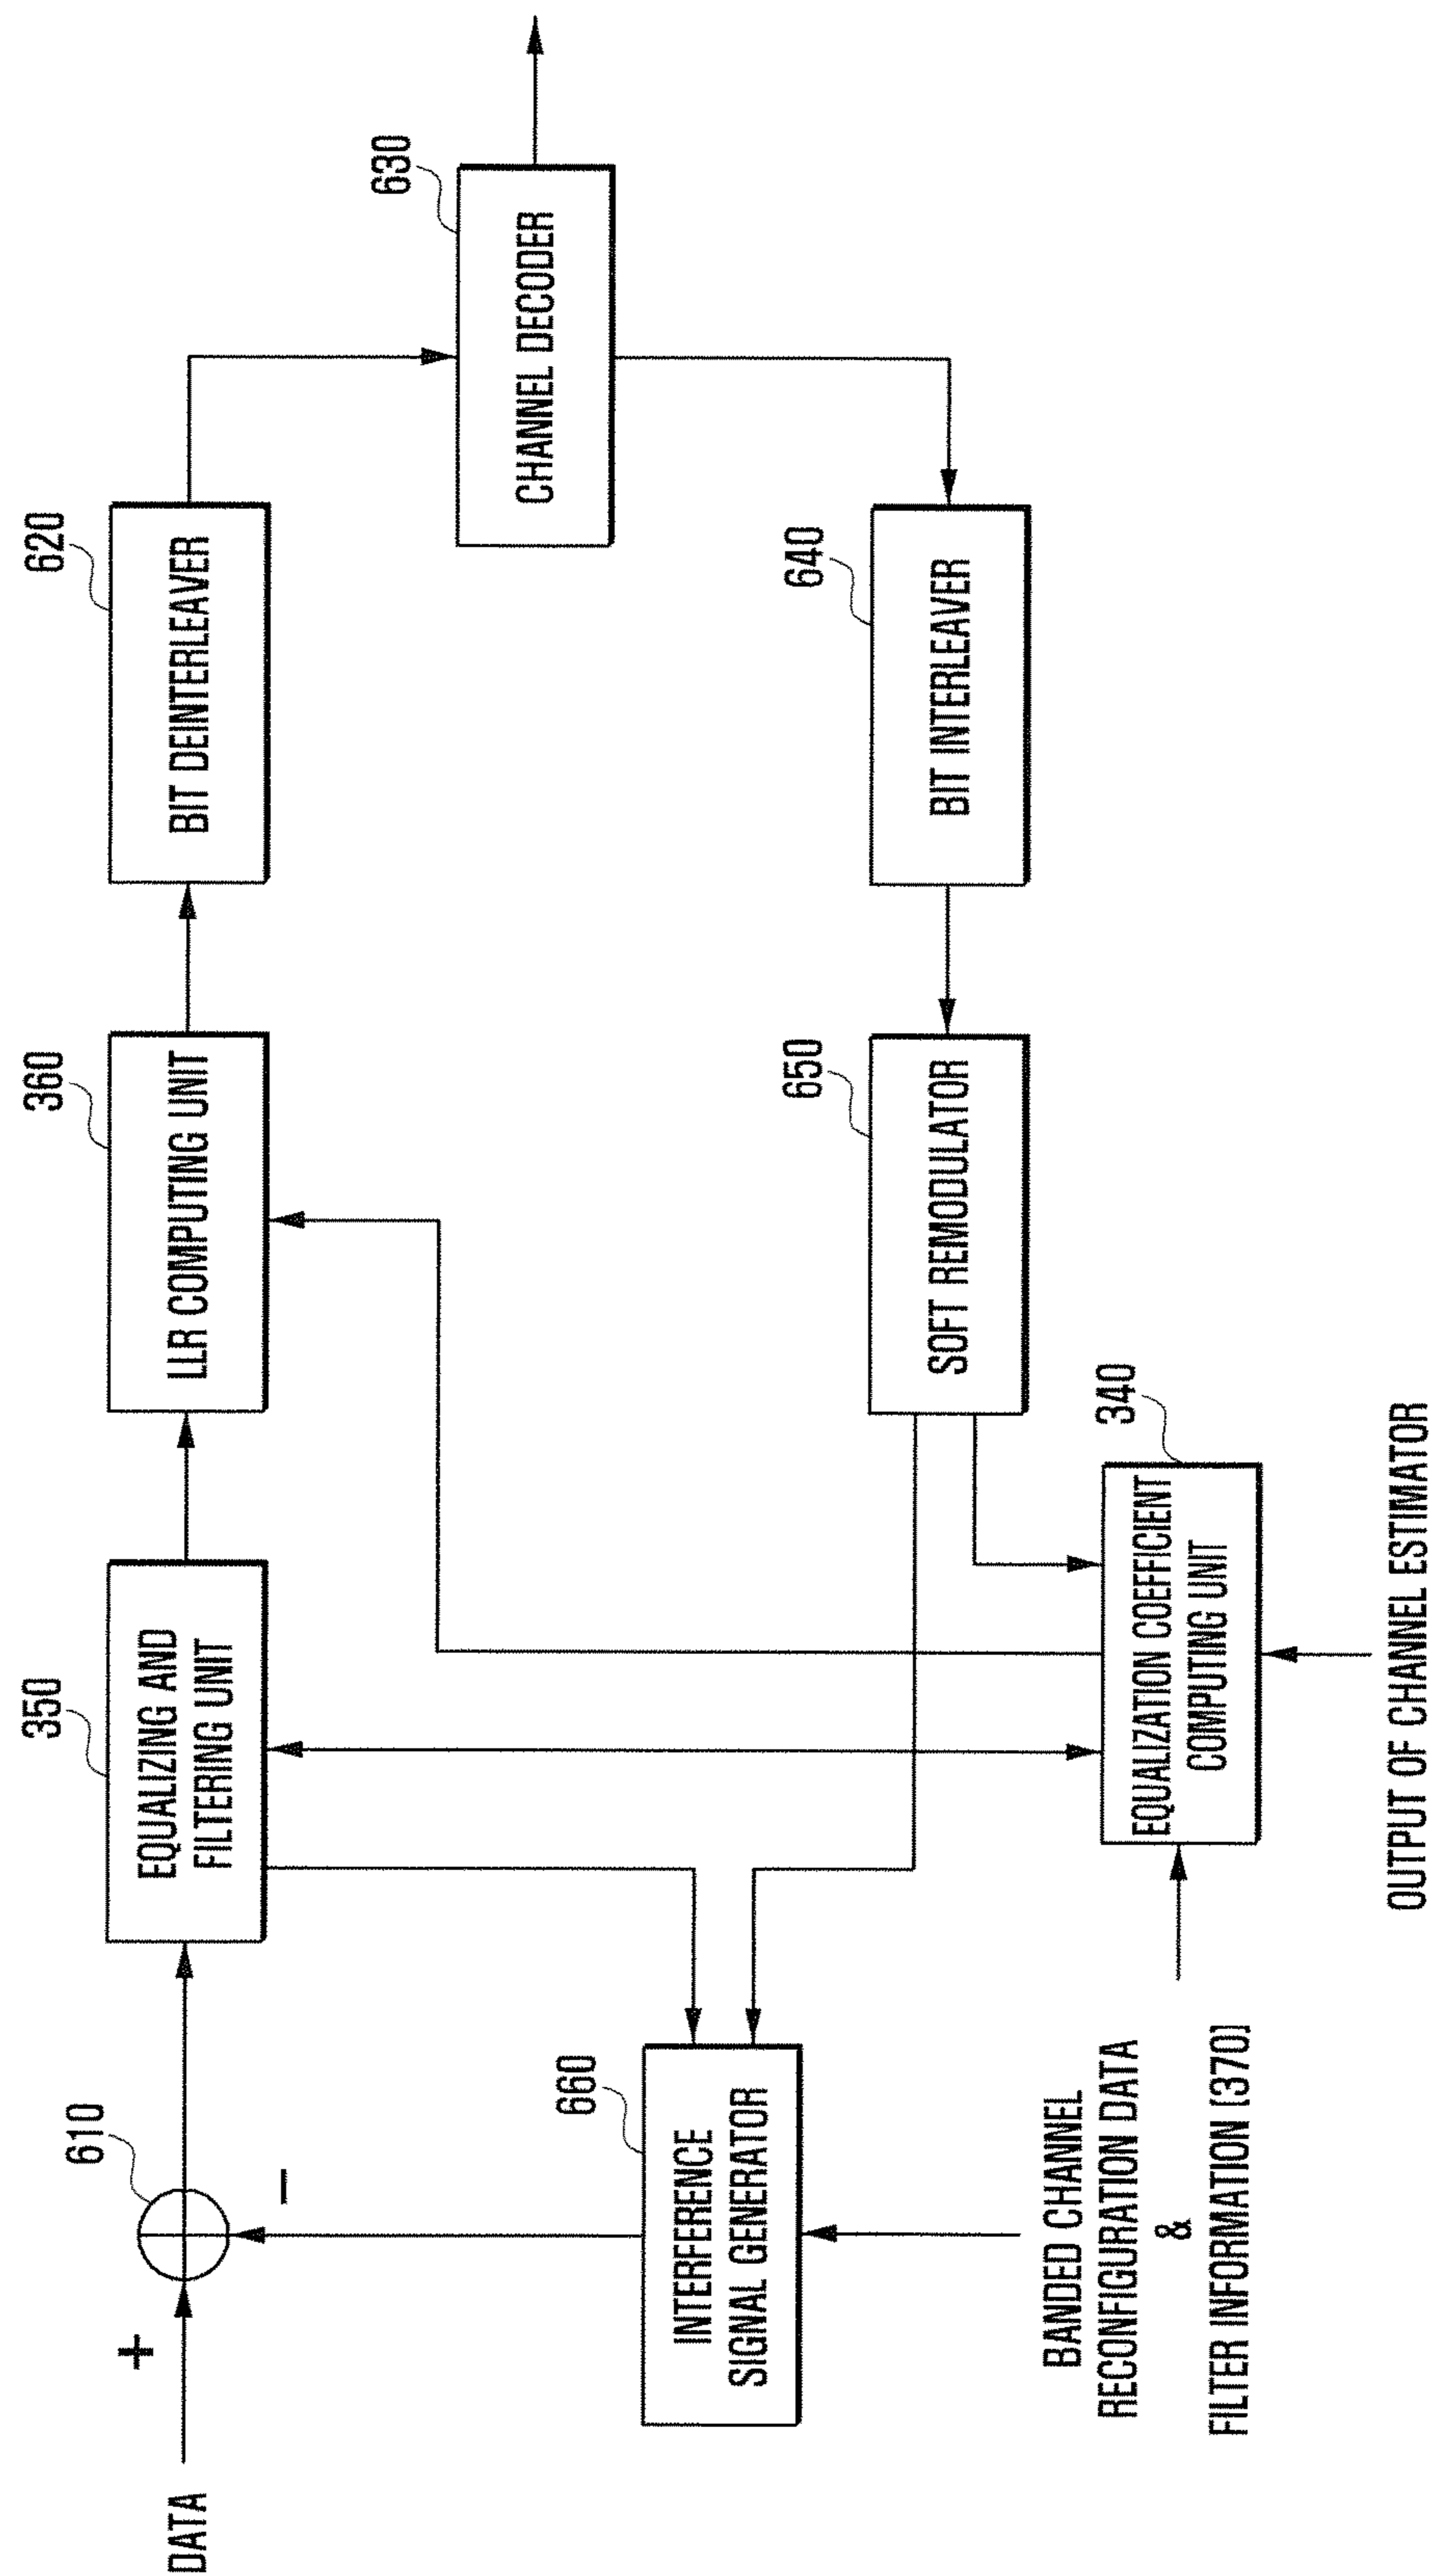 DATA
+
610
−
350
EQUALIZING AND
FILTERING UNIT
360
LLR COMPUTING UNIT
620
BIT DEINTERLEAVER
630
CHANNEL DECODER
660
INTERFERENCE
SIGNAL GENERATOR
650
SOFT REMODULATOR
640
BIT INTERLEAVER
340
EQUALIZATION COEFFICIENT
COMPUTING UNIT
BANDED CHANNEL
RECONFIGURATION DATA
&
FILTER INFORMATION (370)
OUTPUT OF CHANNEL ESTIMATOR